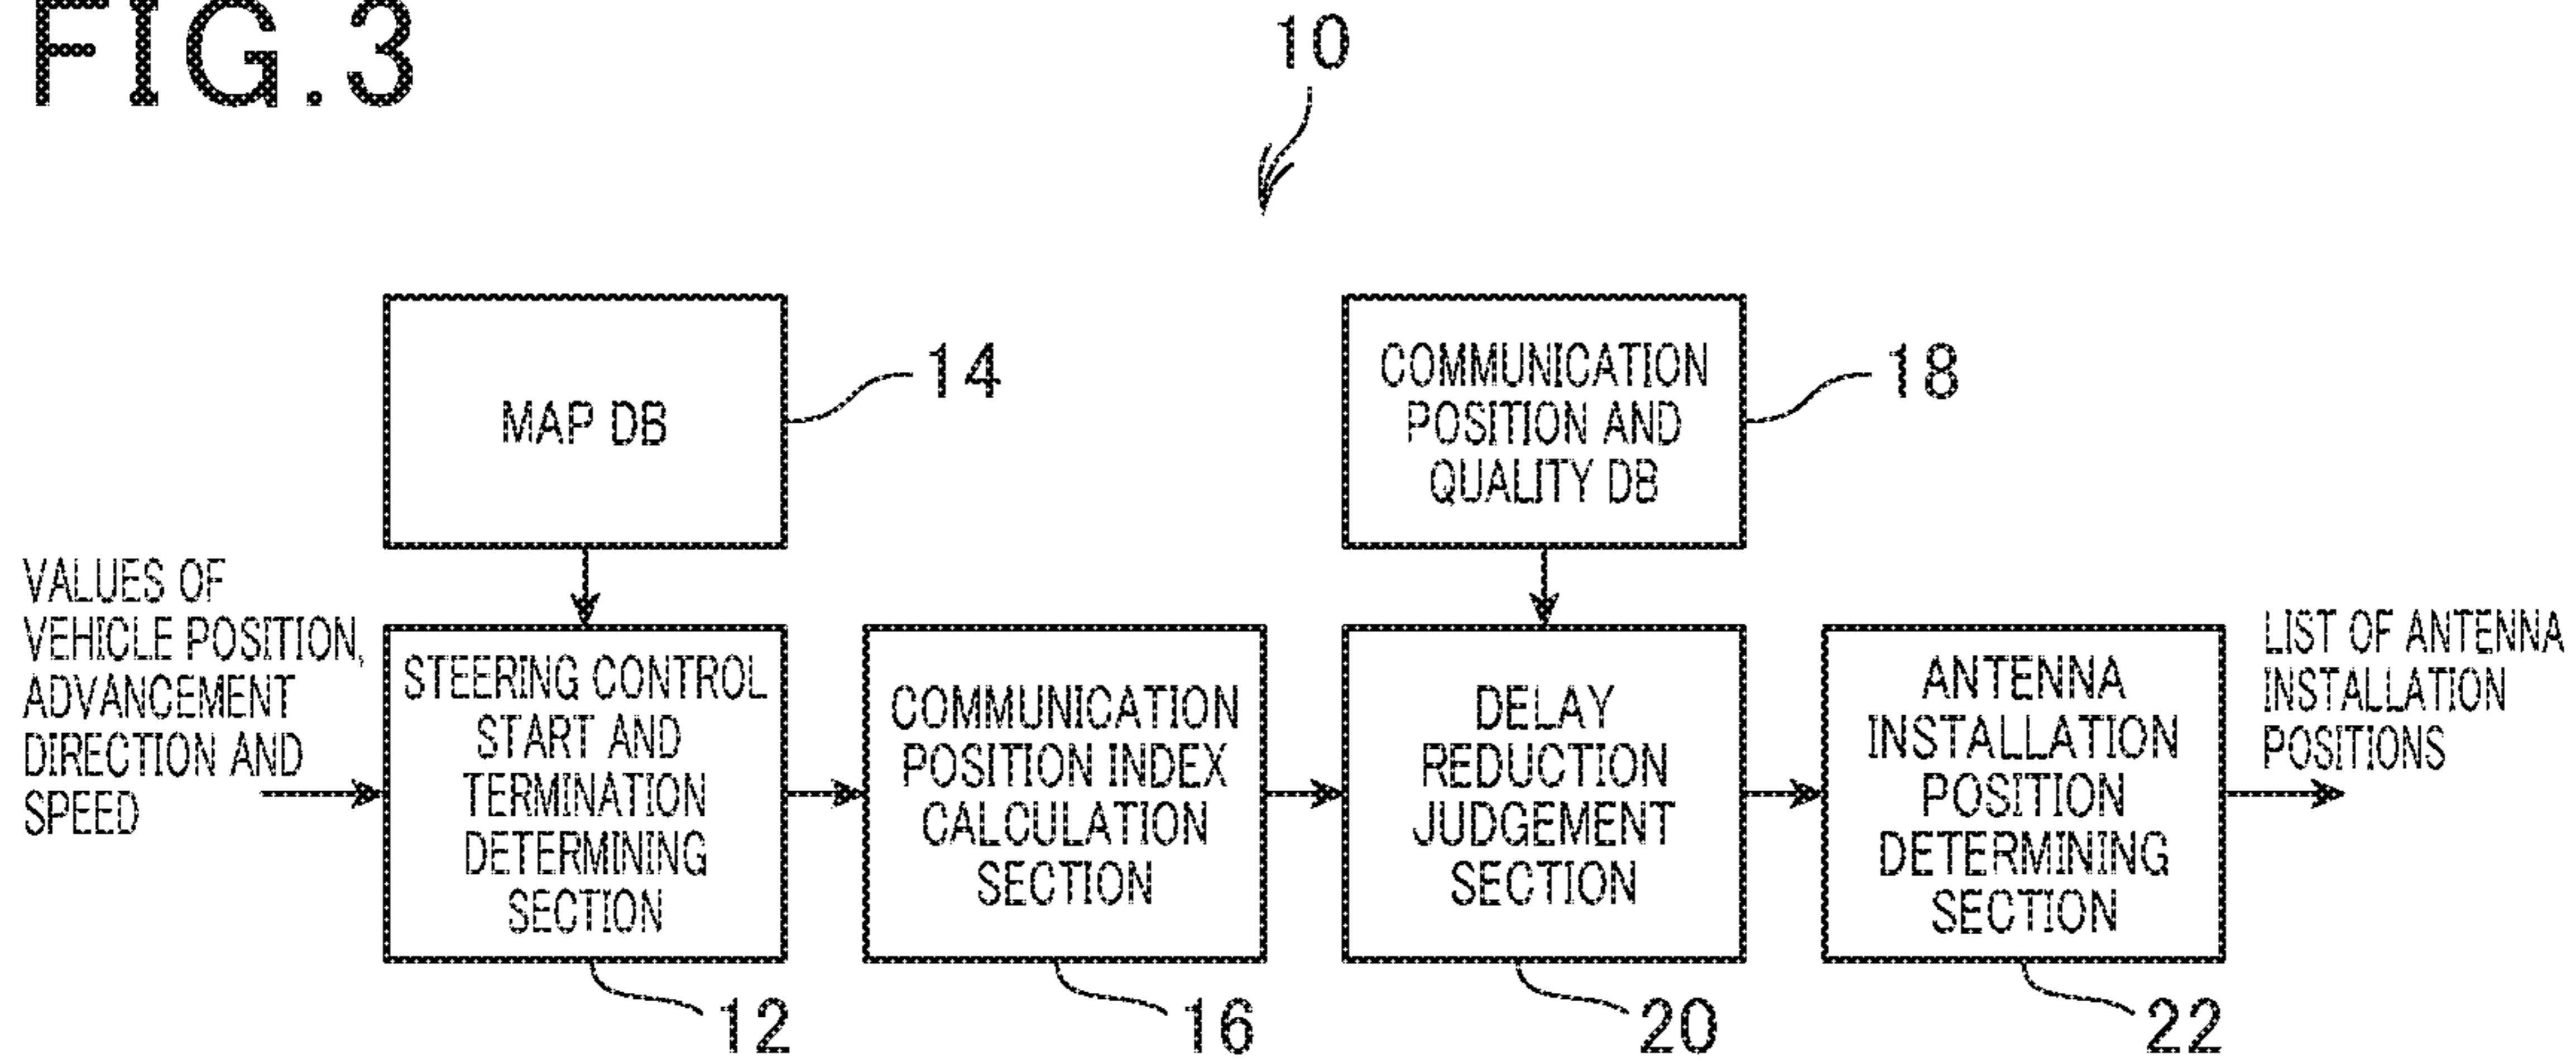 FIG.3
10
MAP DB
14
COMMUNICATION
POSITION AND
QUALITY DB
18
VALUES OF
VEHICLE POSITION,
ADVANCEMENT
DIRECTION AND
SPEED
STEERING CONTROL
START AND
TERMINATION
DETERMINING
SECTION
12
COMMUNICATION
POSITION INDEX
CALCULATION
SECTION
16
DELAY
REDUCTION
JUDGEMENT
SECTION
20
ANTENNA
INSTALLATION
POSITION
DETERMINING
SECTION
22
LIST OF ANTENNA
INSTALLATION
POSITIONS